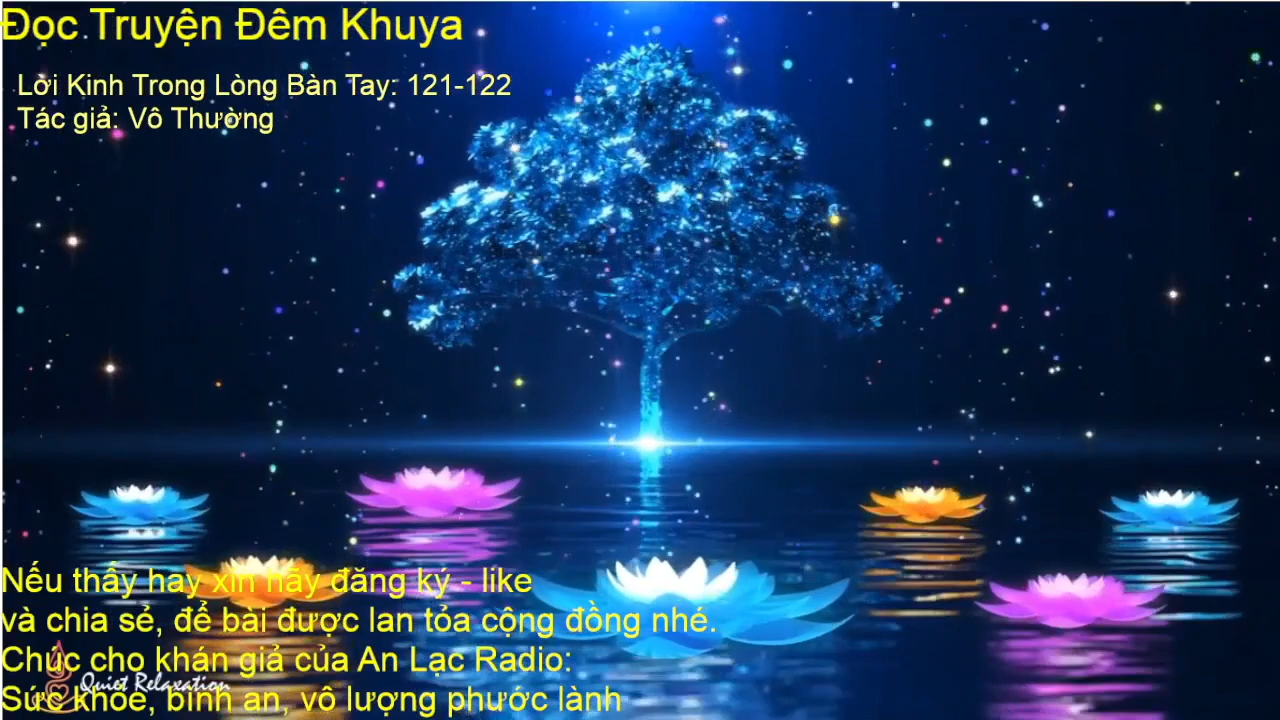 Đọc Truyện Đêm Khuya
Lời Kinh Trong Lòng Bàn Tay: 121-122
Tác giả: Vô Thường
Nếu thấy hay xin hãy đăng ký - like
và chia sẻ, để bài được lan tỏa cộng đồng nhé.
Chúc cho khán giả của An Lạc Radio:
Quiet Relaxation
Sức khỏe, bình an, vô lượng phước lành